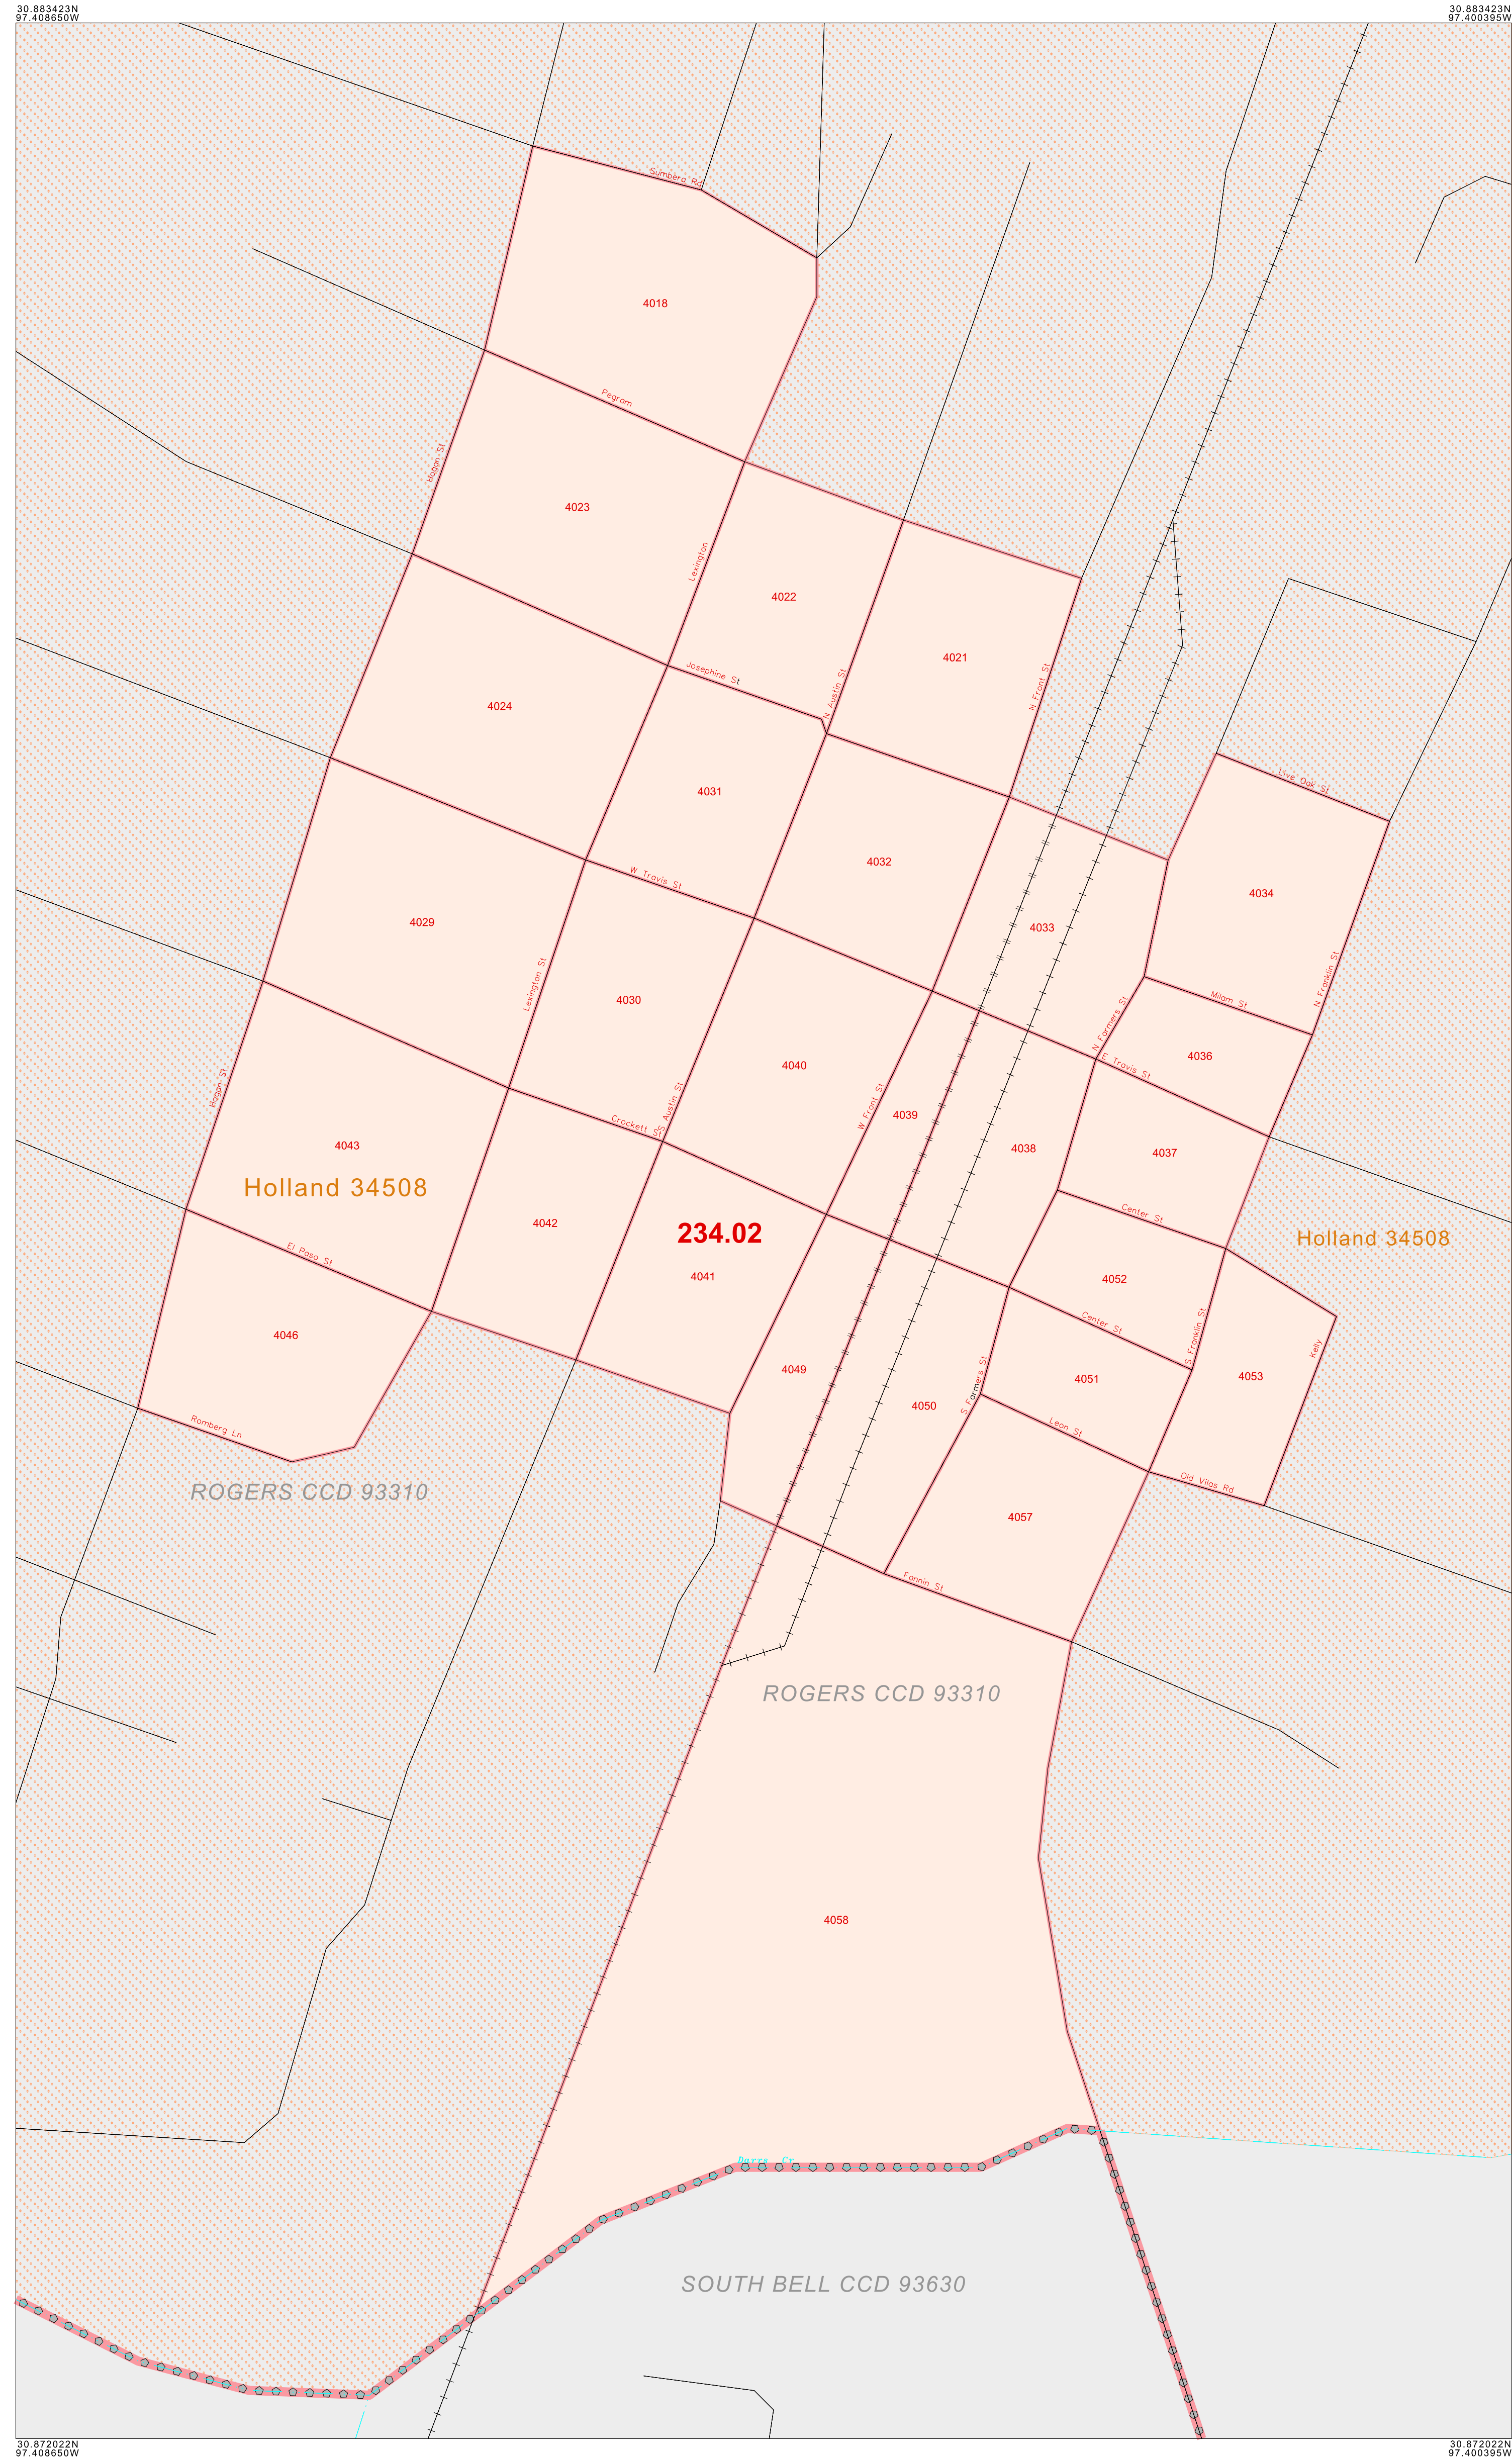 30.883423N
97.408650W
30.883423N
97.400395W
Sumbera Rd
4018
Pegram
Hogan St
4023
Lexington
4022
4021
Josephine St
N Austin St
N Front St
4024
4031
Live Oak St
4032
4034
W Travis St
4029
4033
Lexington St
4030
N Franklin St
Milam St
N Farmers St
4036
E Travis St
4040
Hogan St
S Austin St
W Front St
4039
Crockett St
4043
4038
4037
Holland 34508
4042
234.02
Center St
Holland 34508
El Paso St
4041
4052
4046
Center St
S Franklin St
Kelly
4049
S Farmers St
4051
4053
4050
Romberg Ln
Leon St
Old Vilas Rd
ROGERS CCD 93310
4057
Fannin St
ROGERS CCD 93310
4058
Darrs Cr
SOUTH BELL CCD 93630
30.872022N
97.408650W
30.872022N
97.400395W